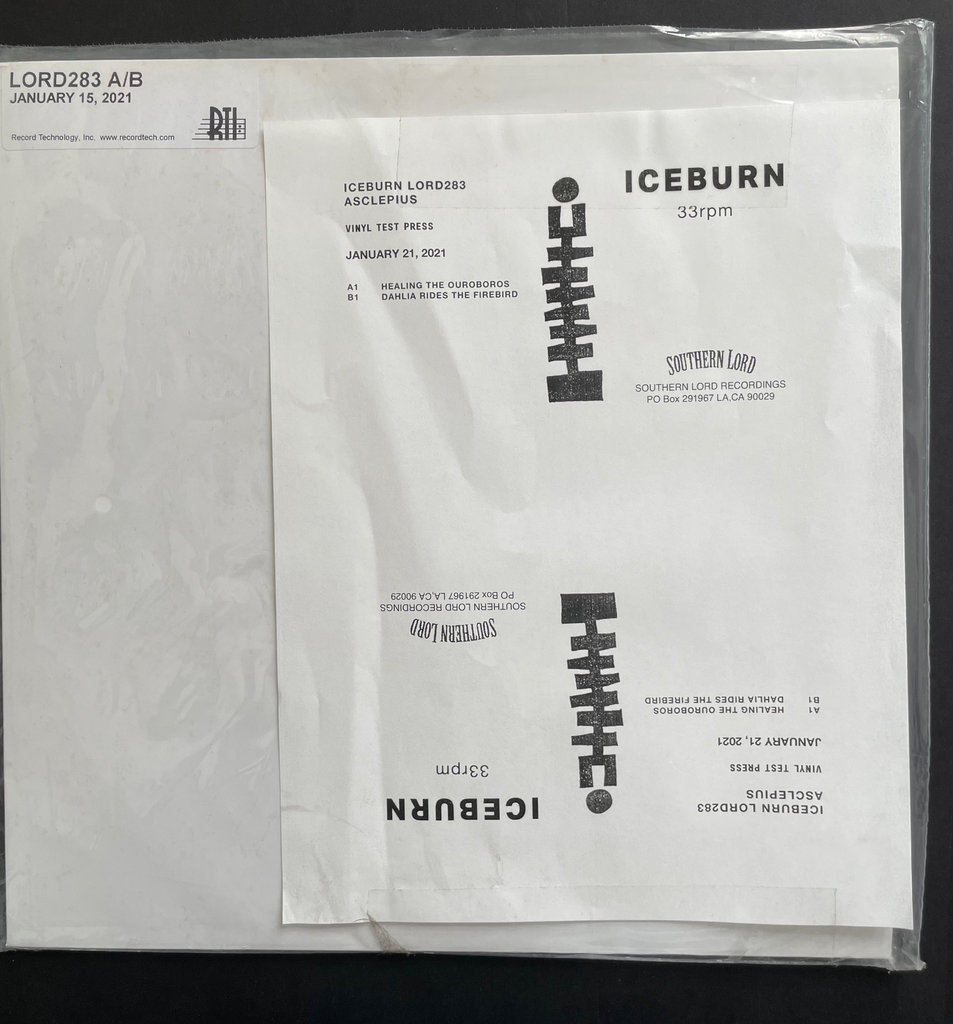 LORD283 A/B
JANUARY 15, 2021
RTI
Record Technology, Inc. www.recordtech.com
ICEBURN LORD283
ASCLEPIUS
VINYL TEST PRESS
JANUARY 21, 2021
A1 HEALING THE OUROBOROS
B1 DAHLIA RIDES THE FIREBIRD
ICEBURN
33rpm
SOUTHERN LORD
SOUTHERN LORD RECORDINGS
PO Box 291967 LA,CA 90029
ICEBURN LORD283
ASCLEPIUS
VINYL TEST PRESS
JANUARY 21, 2021
A1 HEALING THE OUROBOROS
B1 DAHLIA RIDES THE FIREBIRD
ICEBURN
33rpm
SOUTHERN LORD
SOUTHERN LORD RECORDINGS
PO Box 291967 LA,CA 90029